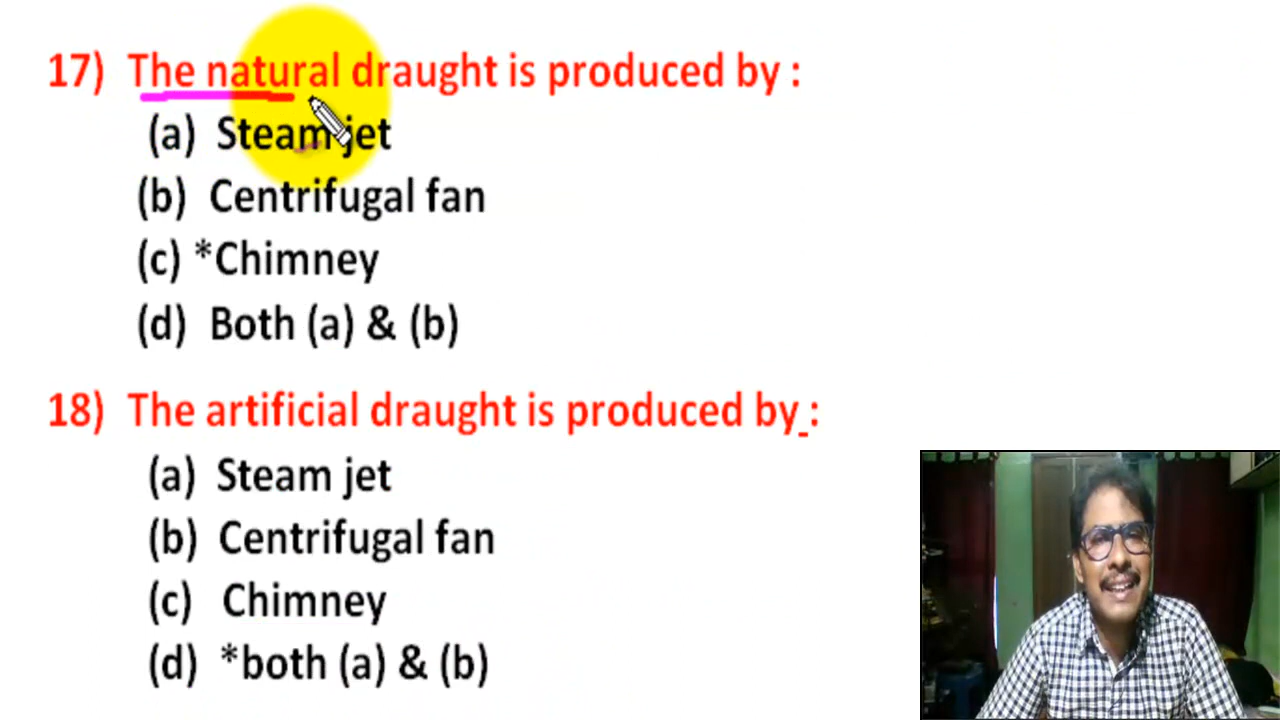 17) The natural draught is produced by :
(a) Steam jet
(b) Centrifugal fan
(c) *Chimney
(d) Both (a) & (b)
18) The artificial draught is produced by :
(a) Steam jet
(b) Centrifugal fan
(c) Chimney
(d) *both (a) & (b)